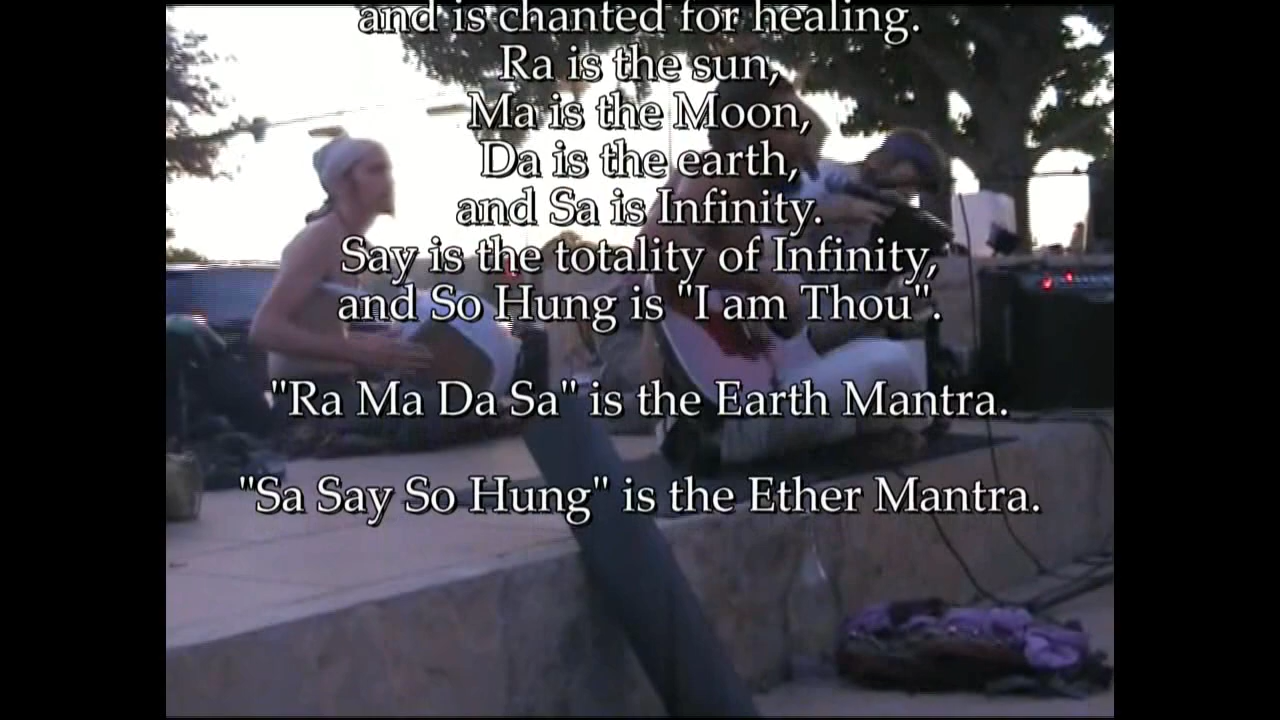 and is chanted for healing.
Ra is the sun,
Ma is the Moon,
Da is the earth,
and Sa is Infinity.
Say is the totality of Infinity,
and So Hung is "I am Thou".
"Ra Ma Da Sa" is the Earth Mantra.
"Sa Say So Hung" is the Ether Mantra.